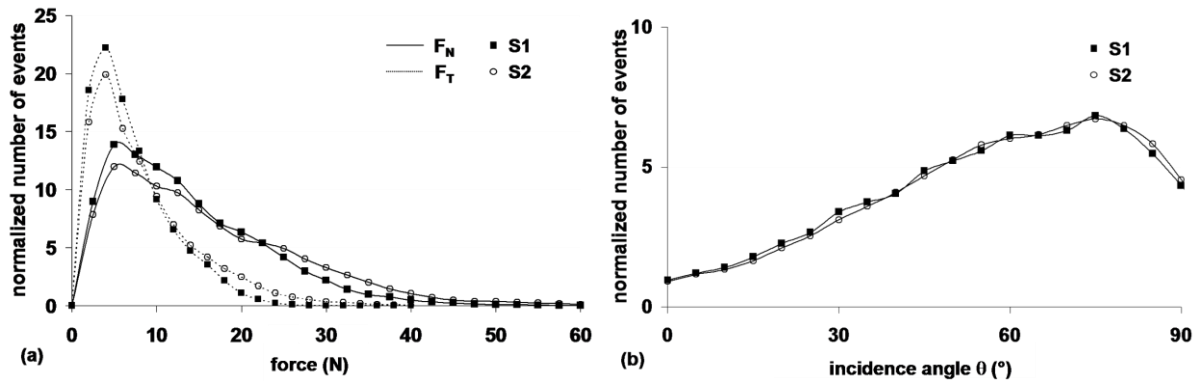 25
20
15
10
5
0
normalized number of events
F_N S1
F_T S2
0 10 20 30 40 50 60
force (N)
(a)
10
5
0
normalized number of events
S1
S2
0 30 60 90
incidence angle θ (°)
(b)